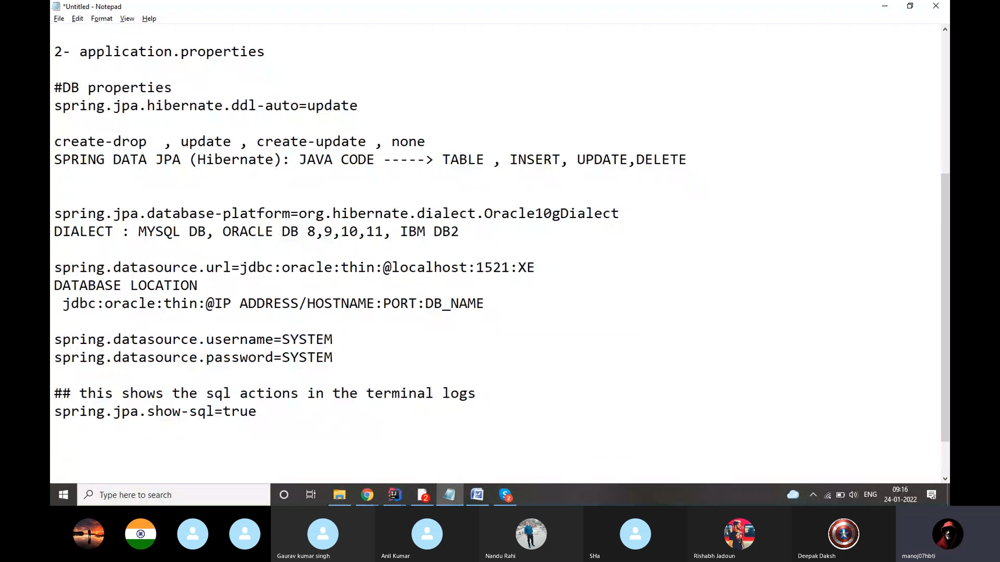 *Untitled - Notepad
File Edit Format View Help
2- application.properties
#DB properties
spring.jpa.hibernate.ddl-auto=update
create-drop , update , create-update , none
SPRING DATA JPA (Hibernate): JAVA CODE -----> TABLE , INSERT, UPDATE,DELETE
spring.jpa.database-platform=org.hibernate.dialect.Oracle10gDialect
DIALECT : MYSQL DB, ORACLE DB 8,9,10,11, IBM DB2
spring.datasource.url=jdbc:oracle:thin:@localhost:1521:XE
DATABASE LOCATION
jdbc:oracle:thin:@IP ADDRESS/HOSTNAME:PORT:DB_NAME
spring.datasource.username=SYSTEM
spring.datasource.password=SYSTEM
## this shows the sql actions in the terminal logs
spring.jpa.show-sql=true
Type here to search
IJ
2
W
S
2
ENG
09:16
24-01-2022
Gaurav kumar singh
Anil Kumar
Nandu Rahi
SHa
Rishabh Jadoun
Deepak Daksh
manoj07hbti